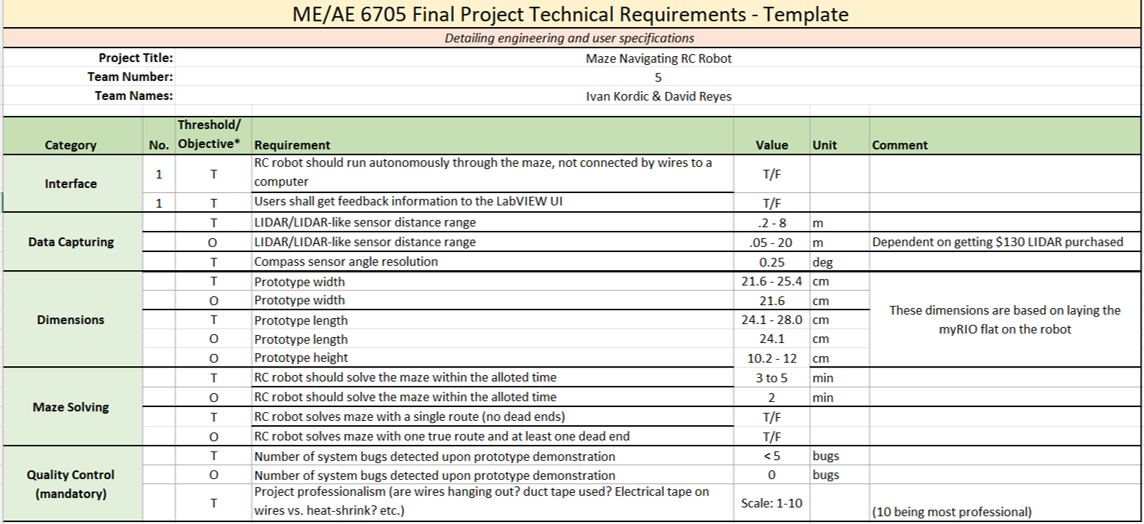 ME/AE 6705 Final Project Technical Requirements - Template
Detailing engineering and user specifications
Project Title: Maze Navigating RC Robot
Team Number: 5
Team Names: Ivan Kordic & David Reyes
Threshold/
Category No. Objective* Requirement Value Unit Comment
Interface
1 T RC robot should run autonomously through the maze, not connected by wires to a
computer T/F
1 T Users shall get feedback information to the LabVIEW UI T/F
Data Capturing
T LIDAR/LIDAR-like sensor distance range .2 - 8 m
O LIDAR/LIDAR-like sensor distance range .05 - 20 m Dependent on getting $130 LIDAR purchased
T Compass sensor angle resolution 0.25 deg
Dimensions
T Prototype width 21.6 - 25.4 cm
O Prototype width 21.6 cm
T Prototype length 24.1 - 28.0 cm
O Prototype length 24.1 cm
O Prototype height 10.2 - 12 cm
These dimensions are based on laying the
myRIO flat on the robot
Maze Solving
T RC robot should solve the maze within the alloted time 3 to 5 min
O RC robot should solve the maze within the alloted time 2 min
T RC robot solves maze with a single route (no dead ends) T/F
O RC robot solves maze with one true route and at least one dead end T/F
Quality Control
(mandatory)
T Number of system bugs detected upon prototype demonstration < 5 bugs
O Number of system bugs detected upon prototype demonstration 0 bugs
T Project professionalism (are wires hanging out? duct tape used? Electrical tape on
wires vs. heat-shrink? etc.) Scale: 1-10 (10 being most professional)